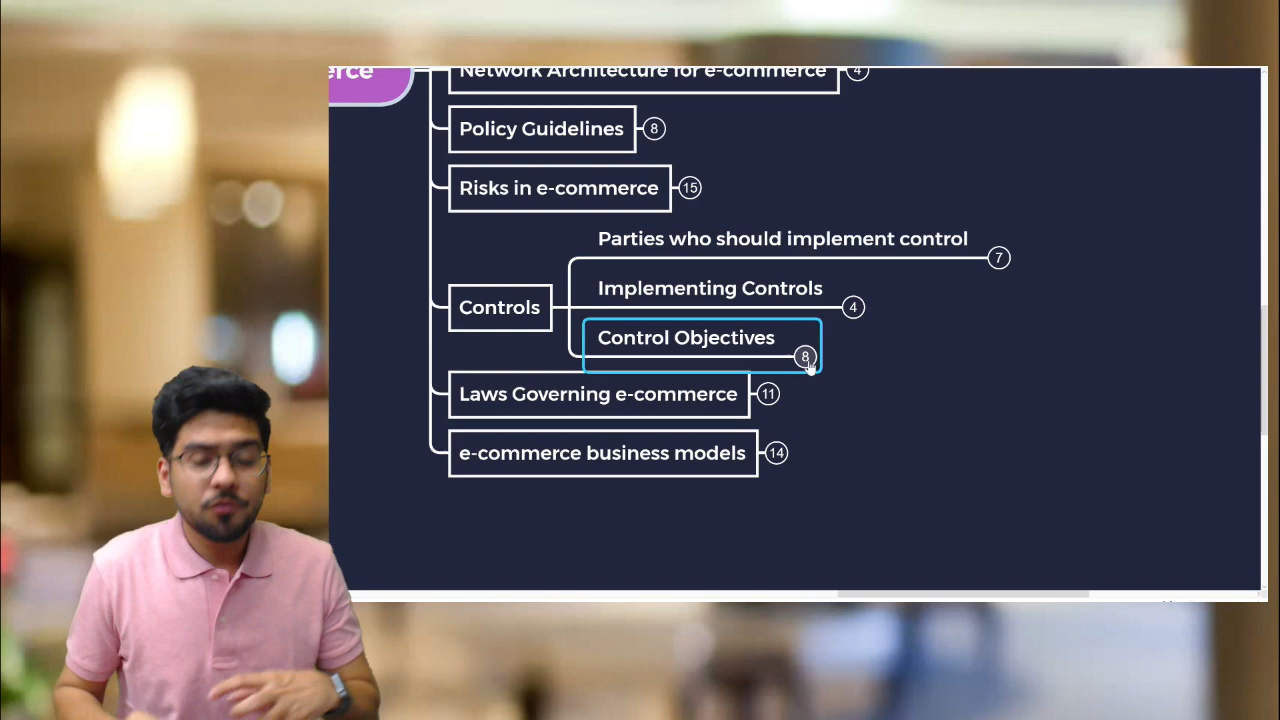 erce
Network Architecture for e-commerce 4
Policy Guidelines 8
Risks in e-commerce 15
Parties who should implement control 7
Implementing Controls 4
Controls
Control Objectives 8
Laws Governing e-commerce 11
e-commerce business models 14